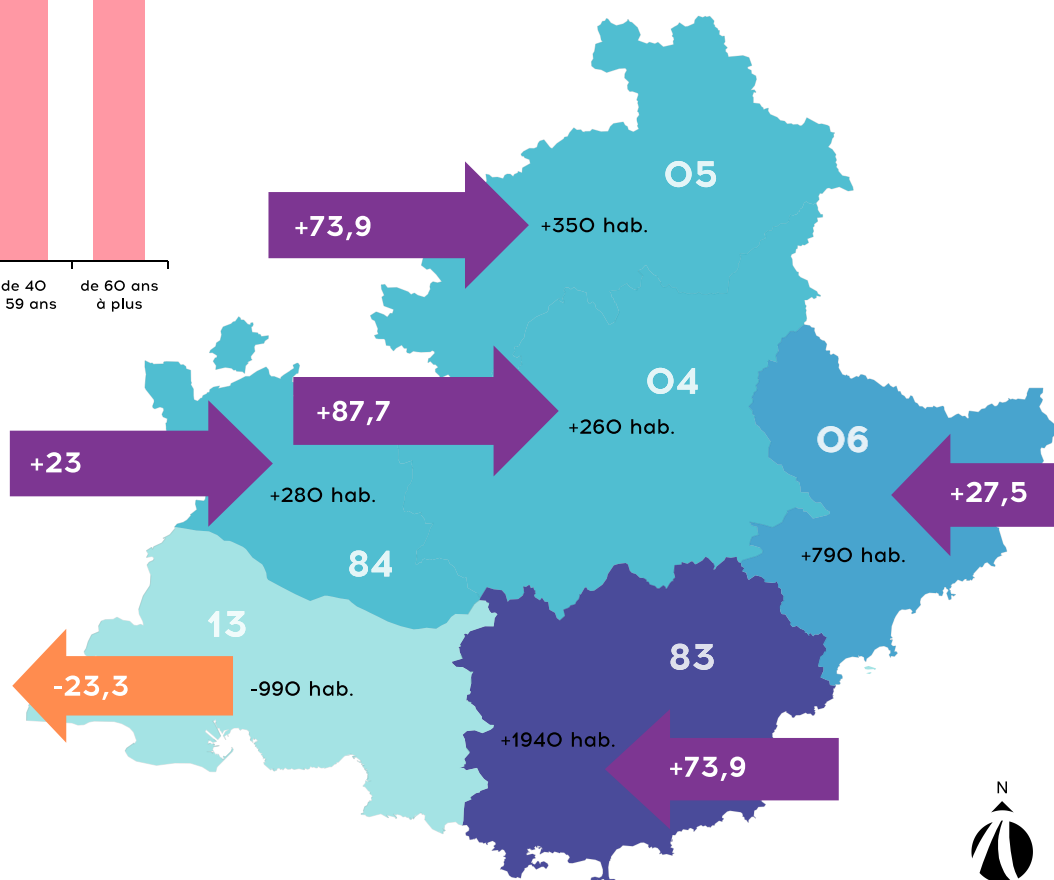 05
+73,9
+350 hab.
de 40
59 ans
de 60 ans
à plus
04
+87,7
+260 hab.
06
+23
+27,5
+280 hab.
+790 hab.
84
13
83
-23,3
-990 hab.
+1940 hab.
+73,9
N